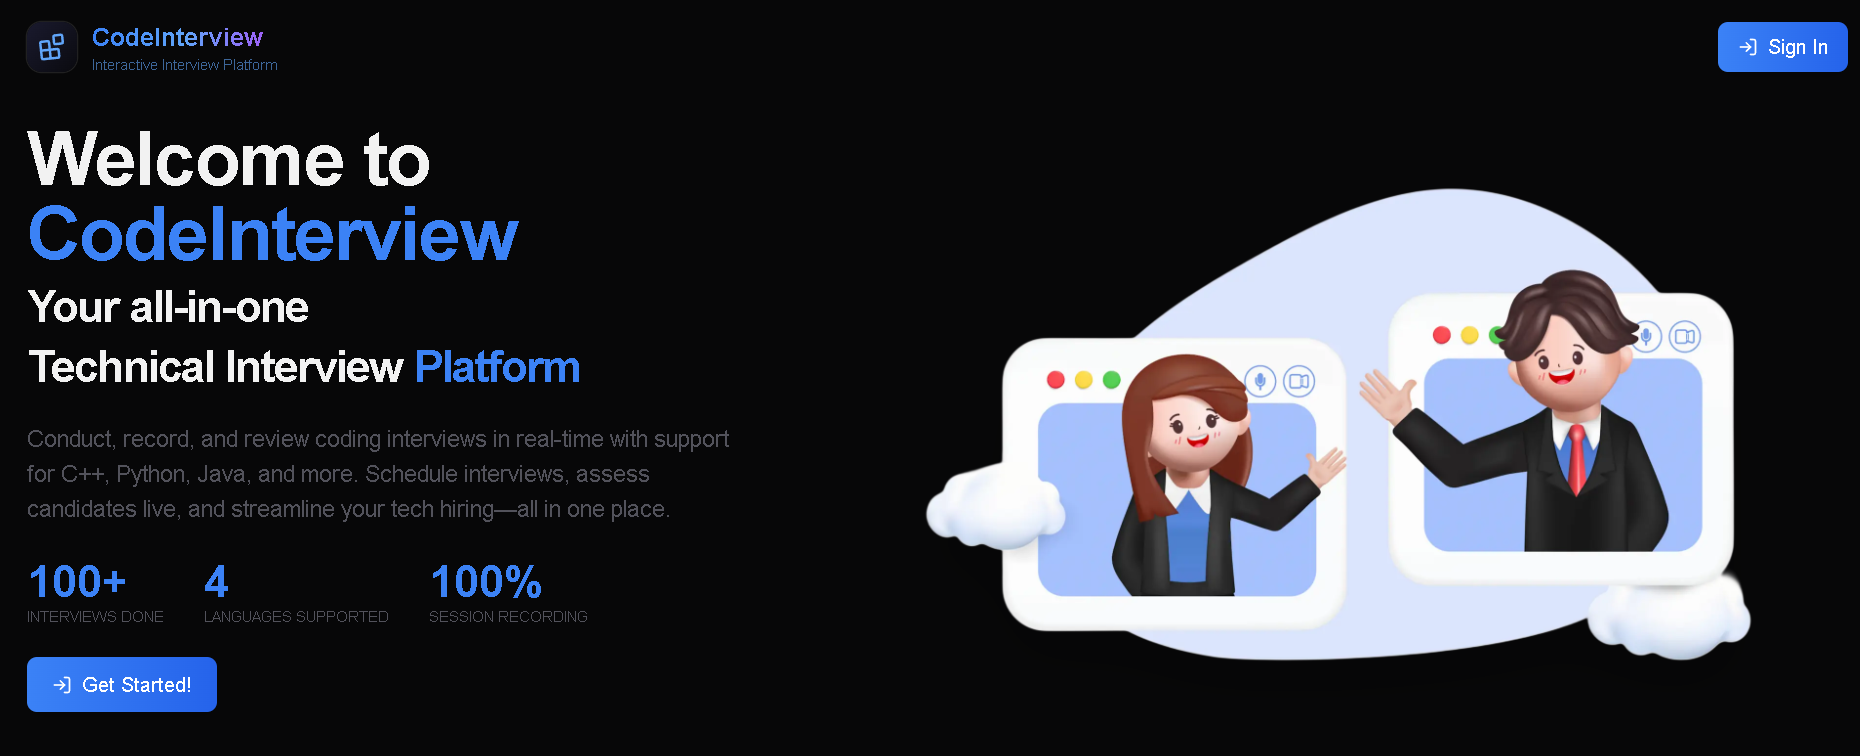 CodeInterview
Interactive Interview Platform
Sign In
Welcome to
CodeInterview
Your all-in-one
Technical Interview Platform
Conduct, record, and review coding interviews in real-time with support
for C++, Python, Java, and more. Schedule interviews, assess
candidates live, and streamline your tech hiring—all in one place.
100+ 4 100%
INTERVIEWS DONE LANGUAGES SUPPORTED SESSION RECORDING
Get Started!